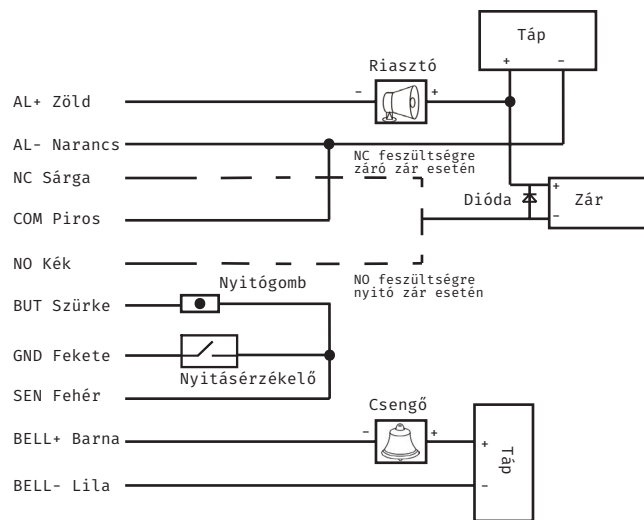 Táp
+ −
Riasztó
− +
AL+ Zöld
AL- Narancs
NC feszültségre
záró zár esetén
NC Sárga
Dióda
+
−
Zár
COM Piros
NO Kék
NO feszültségre
nyitó zár esetén
Nyitógomb
BUT Szürke
GND Fekete
Nyitásérzékelő
SEN Fehér
Csengő
− +
BELL+ Barna
+
Táp
−
BELL- Lila